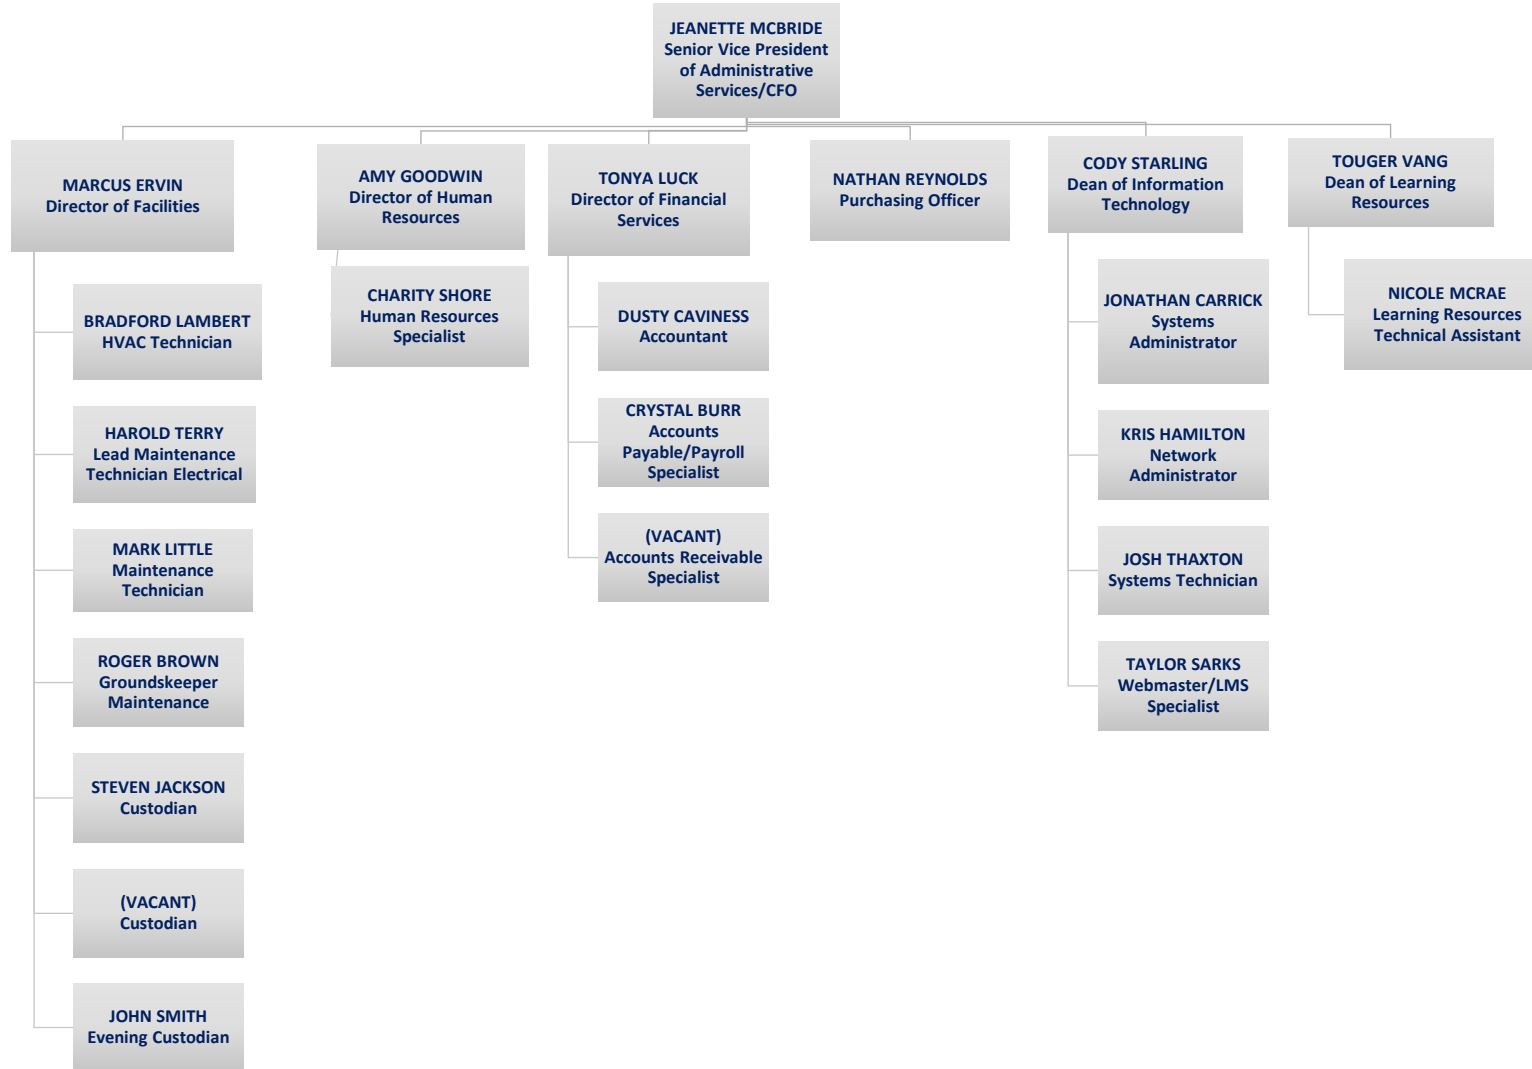 JEANETTE MCBRIDE
Senior Vice President
of Administrative
Services/CFO
MARCUS ERVIN
Director of Facilities
AMY GOODWIN
Director of Human
Resources
TONYA LUCK
Director of Financial
Services
NATHAN REYNOLDS
Purchasing Officer
CODY STARLING
Dean of Information
Technology
TOUGER VANG
Dean of Learning
Resources
BRADFORD LAMBERT
HVAC Technician
HAROLD TERRY
Lead Maintenance
Technician Electrical
MARK LITTLE
Maintenance
Technician
ROGER BROWN
Groundskeeper
Maintenance
STEVEN JACKSON
Custodian
(VACANT)
Custodian
JOHN SMITH
Evening Custodian
CHARITY SHORE
Human Resources
Specialist
DUSTY CAVINESS
Accountant
CRYSTAL BURR
Accounts
Payable/Payroll
Specialist
(VACANT)
Accounts Receivable
Specialist
JONATHAN CARRICK
Systems
Administrator
KRIS HAMILTON
Network
Administrator
JOSH THAXTON
Systems Technician
TAYLOR SARKS
Webmaster/LMS
Specialist
NICOLE MCRAE
Learning Resources
Technical Assistant